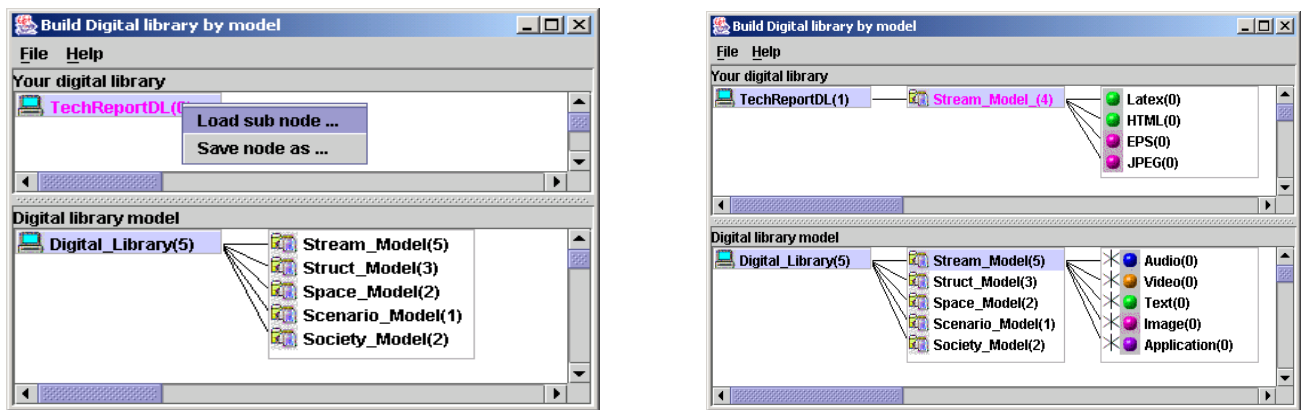 Build Digital library by model
File Help
Your digital library
TechReportDL(
Load sub node ...
Save node as ...
Digital library model
Digital_Library(5)
Stream_Model(5)
Struct_Model(3)
Space_Model(2)
Scenario_Model(1)
Society_Model(2)
Build Digital library by model
File Help
Your digital library
TechReportDL(1) Stream_Model_(4) Latex(0)
HTML(0)
EPS(0)
JPEG(0)
Digital library model
Digital_Library(5) Stream_Model(5) Audio(0)
Struct_Model(3) Video(0)
Space_Model(2) Text(0)
Scenario_Model(1) Image(0)
Society_Model(2) Application(0)